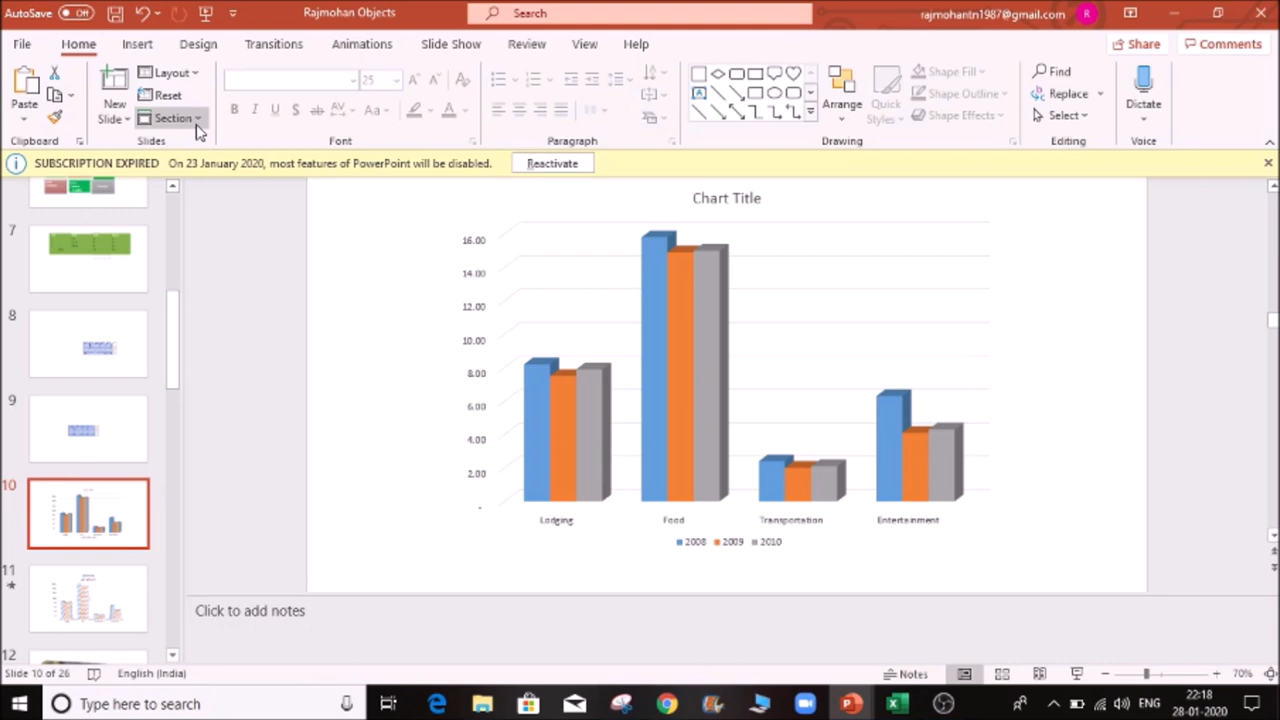 AutoSave Off
Rajmohan Objects
Search
rajmohantn1987@gmail.com R
File Home Insert Design Transitions Animations Slide Show Review View Help Share Comments
Paste
New
Slide
Layout
Reset
Section
25
Aa
Arrange
Quick
Styles
Shape Fill
Shape Outline
Shape Effects
Find
Replace
Select
Dictate
Clipboard Slides Font Paragraph Drawing Editing Voice
SUBSCRIPTION EXPIRED On 23 January 2020, most features of PowerPoint will be disabled. Reactivate
7
8
9
10
11
12
Chart Title
16.00
14.00
12.00
10.00
8.00
6.00
4.00
2.00
-
Lodging Food Transportation Entertainment
2008 2009 2010
Click to add notes
Slide 10 of 26 English (India) Notes 70%
Type here to search
ENG
22:18
28-01-2020